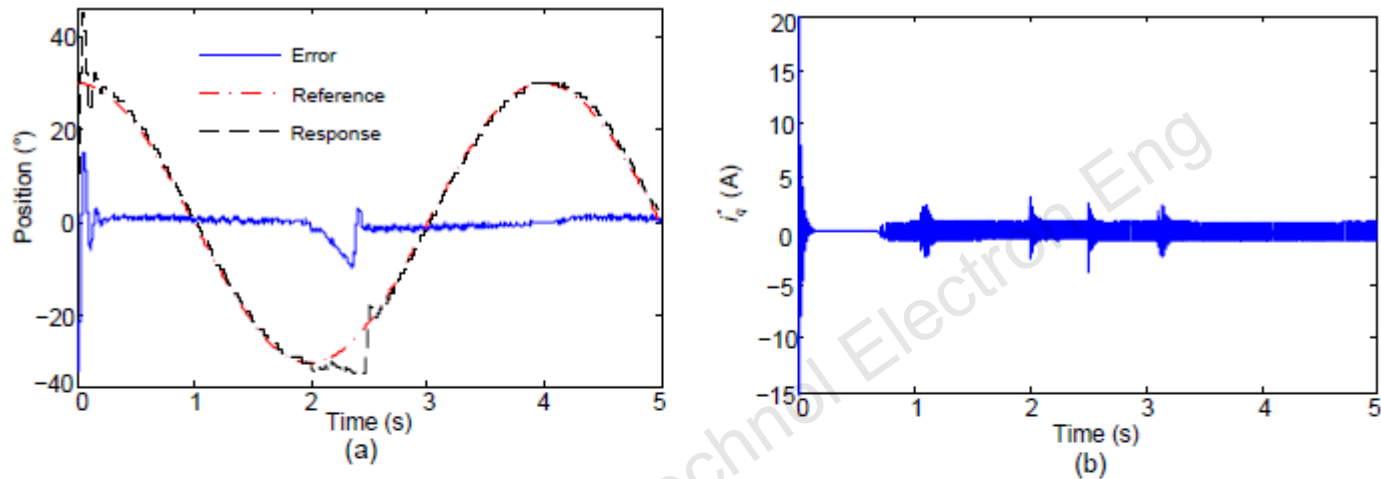 40
20
0
−20
−40
Position (°)
Error
Reference
Response
0 1 2 3 4 5
Time (s)
(a)
20
15
10
5
0
−5
−10
−15
i*q (A)
0 1 2 3 4 5
Time (s)
(b)
chnol Electron Eng